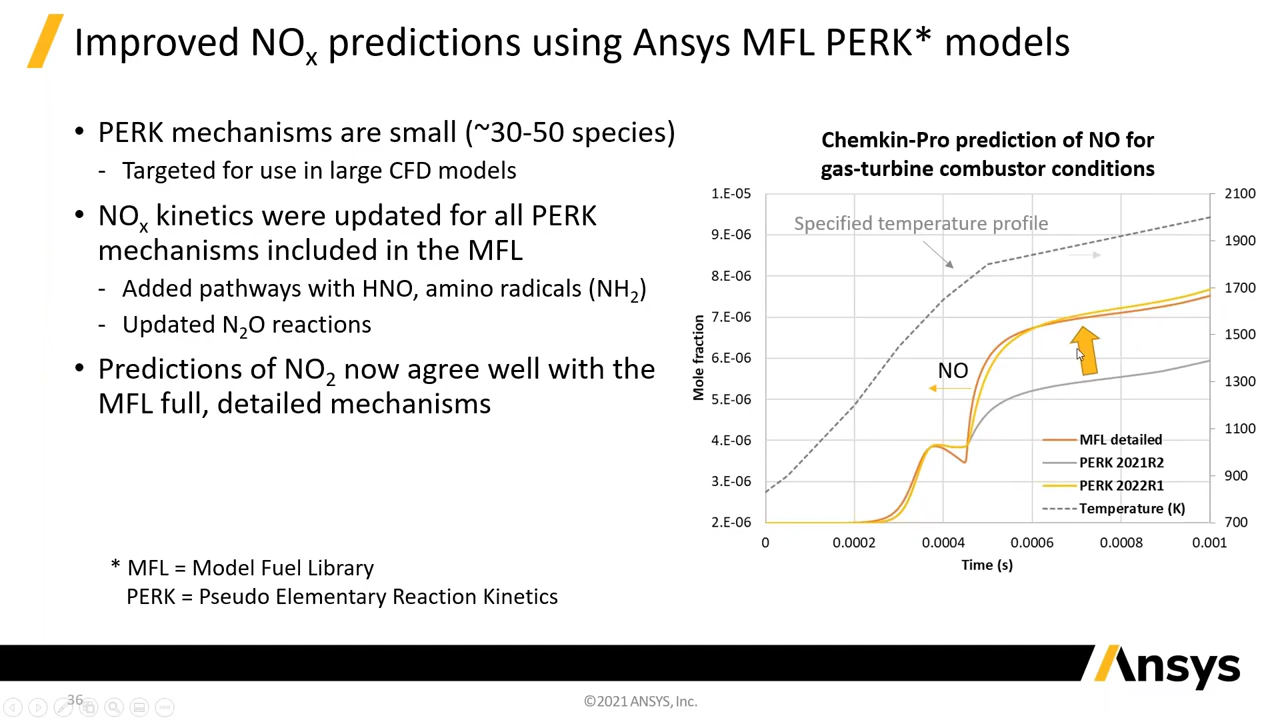 Improved NOx predictions using Ansys MFL PERK* models
• PERK mechanisms are small (~30-50 species)
- Targeted for use in large CFD models
• NOx kinetics were updated for all PERK
mechanisms included in the MFL
- Added pathways with HNO, amino radicals (NH2)
- Updated N2O reactions
• Predictions of NO2 now agree well with the
MFL full, detailed mechanisms
* MFL = Model Fuel Library
PERK = Pseudo Elementary Reaction Kinetics
Chemkin-Pro prediction of NO for
gas-turbine combustor conditions
Mole fraction
1.E-05
9.E-06
8.E-06
7.E-06
6.E-06
5.E-06
4.E-06
3.E-06
2.E-06
Specified temperature profile
NO
MFL detailed
PERK 2021R2
PERK 2022R1
Temperature (K)
2100
1900
1700
1500
1300
1100
900
700
0 0.0002 0.0004 0.0006 0.0008 0.001
Time (s)
Ansys
36
©2021 ANSYS, Inc.